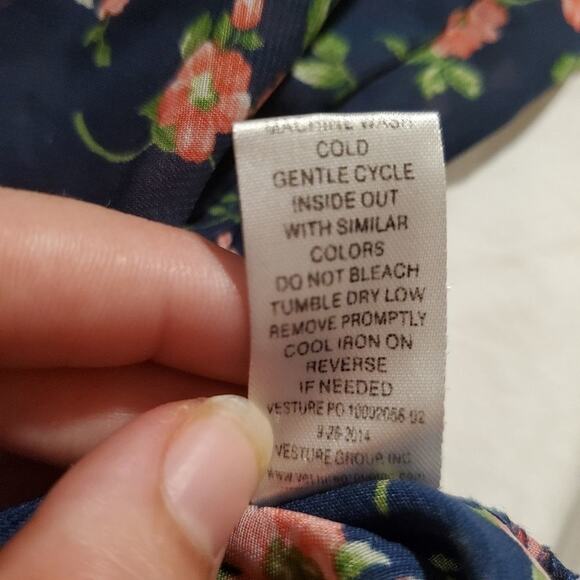 MACHINE WASH
COLD
GENTLE CYCLE
INSIDE OUT
WITH SIMILAR
COLORS
DO NOT BLEACH
TUMBLE DRY LOW
REMOVE PROMPTLY
COOL IRON ON
REVERSE
IF NEEDED
VESTURE PO 10092056-92
9-26-2014
VESTURE GROUP INC